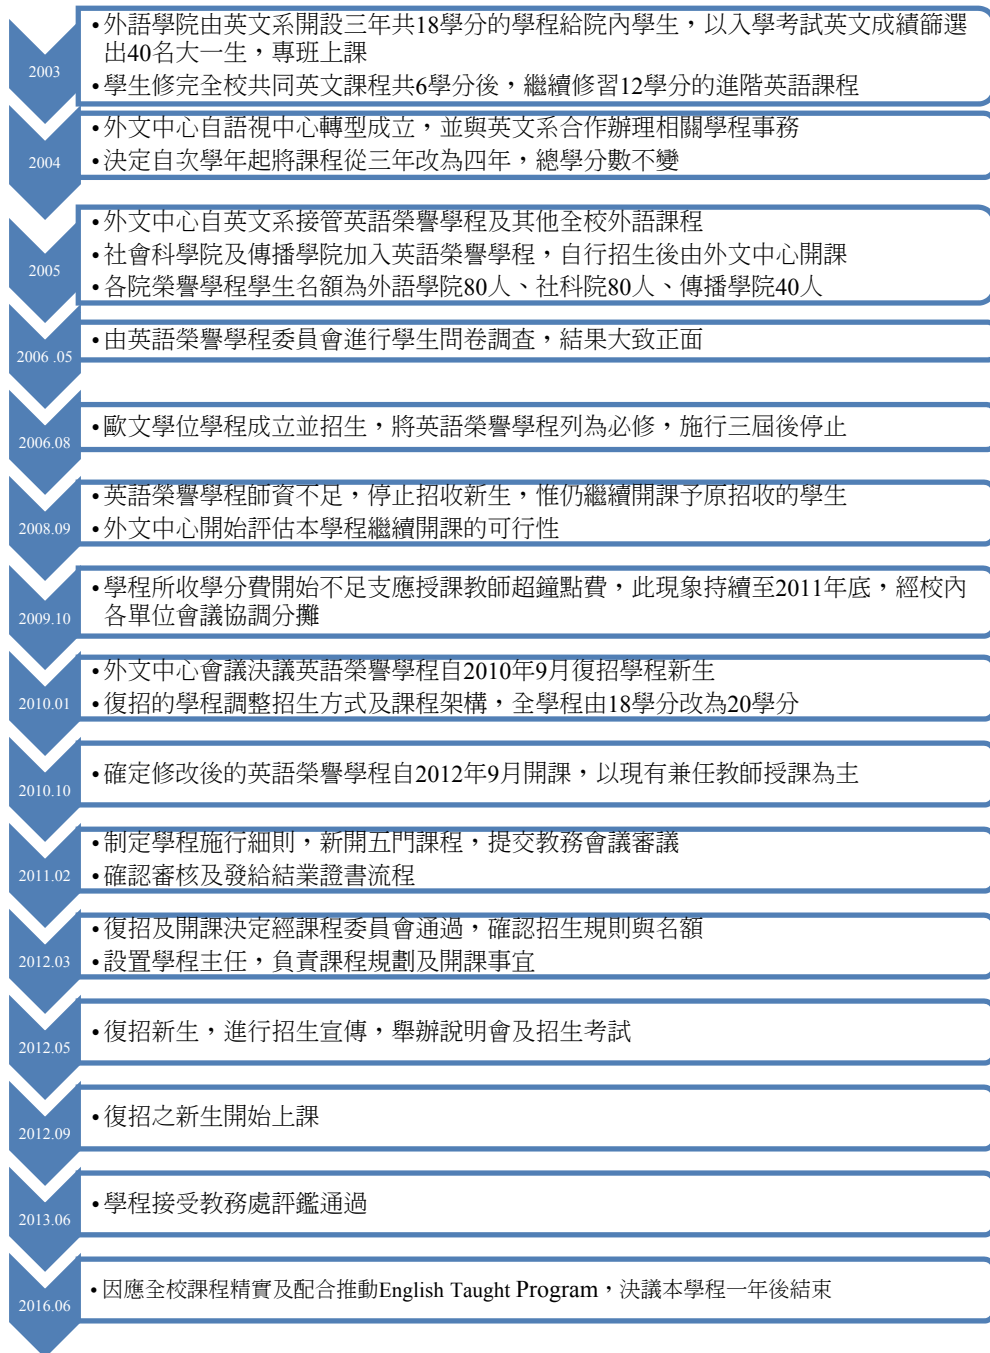 2003
•外語學院由英文系開設三年共18學分的學程給院內學生，以入學考試英文成績篩選
出40名大一生，專班上課
•學生修完全校共同英文課程共6學分後，繼續修習12學分的進階英語課程
2004
•外文中心自語視中心轉型成立，並與英文系合作辦理相關學程事務
•決定自次學年起將課程從三年改為四年，總學分數不變
2005
•外文中心自英文系接管英語榮譽學程及其他全校外語課程
•社會科學院及傳播學院加入英語榮譽學程，自行招生後由外文中心開課
•各院榮譽學程學生名額為外語學院80人、社科院80人、傳播學院40人
2006 .05
•由英語榮譽學程委員會進行學生問卷調查，結果大致正面
2006.08
•歐文學位學程成立並招生，將英語榮譽學程列為必修，施行三屆後停止
2008.09
•英語榮譽學程師資不足，停止招收新生，惟仍繼續開課予原招收的學生
•外文中心開始評估本學程繼續開課的可行性
2009.10
•學程所收學分費開始不足支應授課教師超鐘點費，此現象持續至2011年底，經校內
各單位會議協調分攤
2010.01
•外文中心會議決議英語榮譽學程自2010年9月復招學程新生
•復招的學程調整招生方式及課程架構，全學程由18學分改為20學分
2010.10
•確定修改後的英語榮譽學程自2012年9月開課，以現有兼任教師授課為主
2011.02
•制定學程施行細則，新開五門課程，提交教務會議審議
•確認審核及發給結業證書流程
2012.03
•復招及開課決定經課程委員會通過，確認招生規則與名額
•設置學程主任，負責課程規劃及開課事宜
2012.05
•復招新生，進行招生宣傳，舉辦說明會及招生考試
2012.09
•復招之新生開始上課
2013.06
•學程接受教務處評鑑通過
2016.06
•因應全校課程精實及配合推動English Taught Program，決議本學程一年後結束